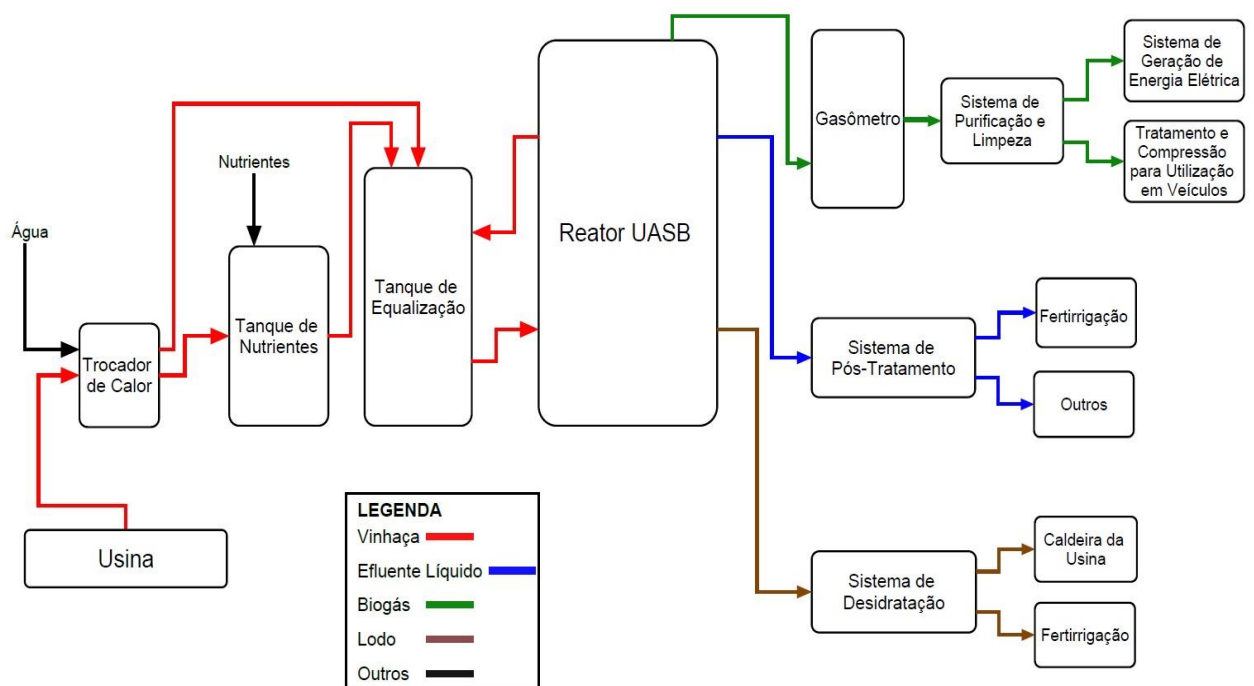 Água
Nutrientes
Trocador
de Calor
Tanque de
Nutrientes
Tanque de
Equalização
Usina
Reator UASB
Gasômetro
Sistema de
Purificação e
Limpeza
Sistema de
Geração de
Energia Elétrica
Tratamento e
Compressão
para Utilização
em Veículos
Sistema de
Pós-Tratamento
Fertirrigação
Outros
Sistema de
Desidratação
Caldeira da
Usina
Fertirrigação
LEGENDA
Vinhaça
Efluente Líquido
Biogás
Lodo
Outros